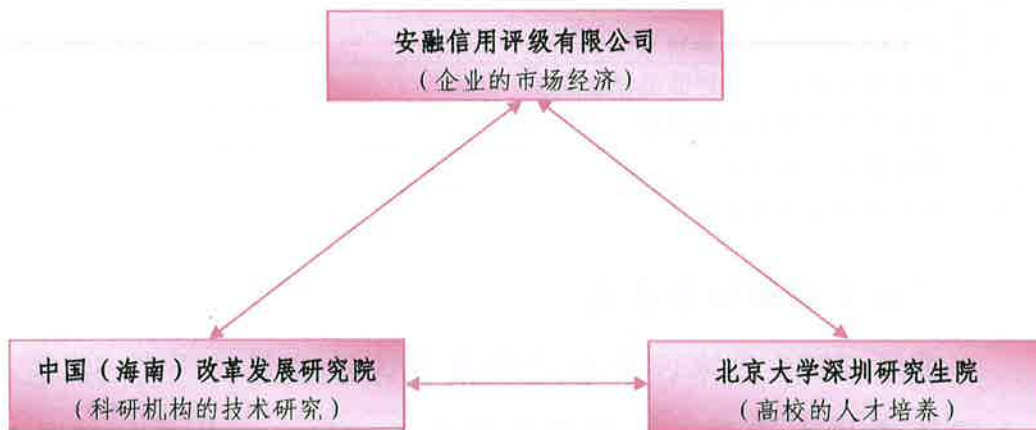 安融信用评级有限公司
（企业的市场经济）
中国（海南）改革发展研究院
（科研机构的技术研究）
北京大学深圳研究生院
（高校的人才培养）